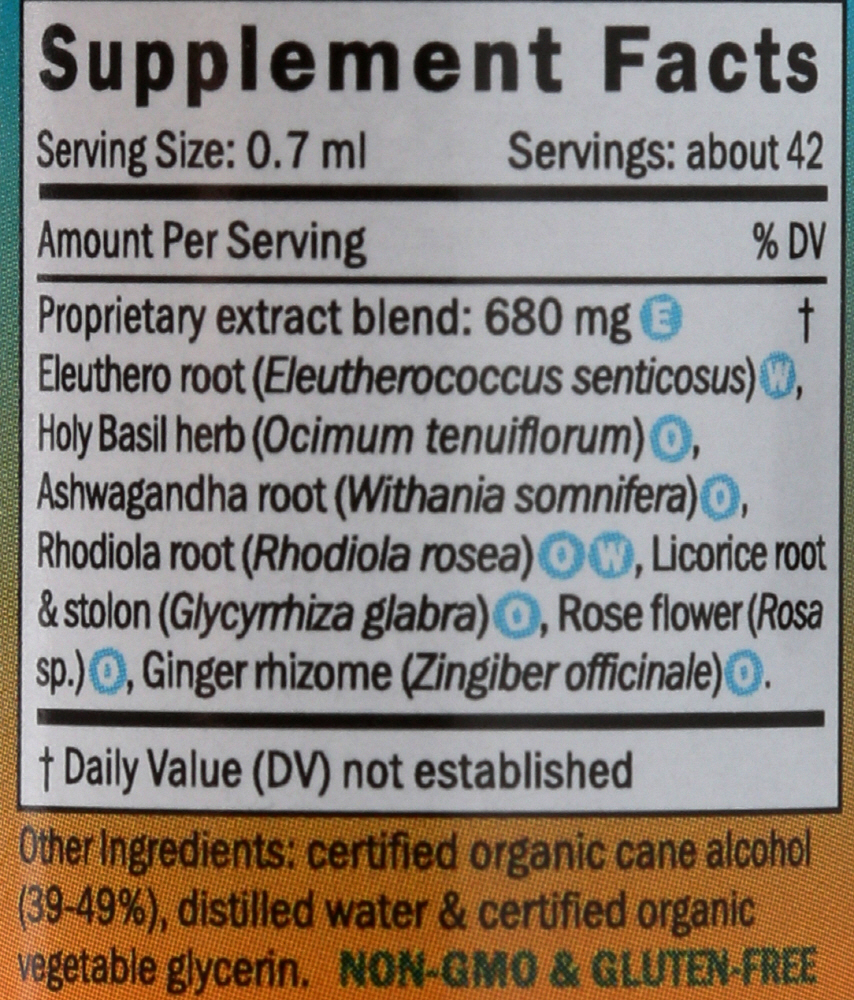 Supplement Facts
Serving Size: 0.7 ml Servings: about 42
Amount Per Serving % DV
Proprietary extract blend: 680 mg E †
Eleuthero root (Eleutherococcus senticosus) W,
Holy Basil herb (Ocimum tenuiflorum) O,
Ashwagandha root (Withania somnifera) O,
Rhodiola root (Rhodiola rosea) O W, Licorice root
& stolon (Glycyrrhiza glabra) O, Rose flower (Rosa
sp.) O, Ginger rhizome (Zingiber officinale) O.
† Daily Value (DV) not established
Other Ingredients: certified organic cane alcohol
(39-49%), distilled water & certified organic
vegetable glycerin. NON-GMO & GLUTEN-FREE